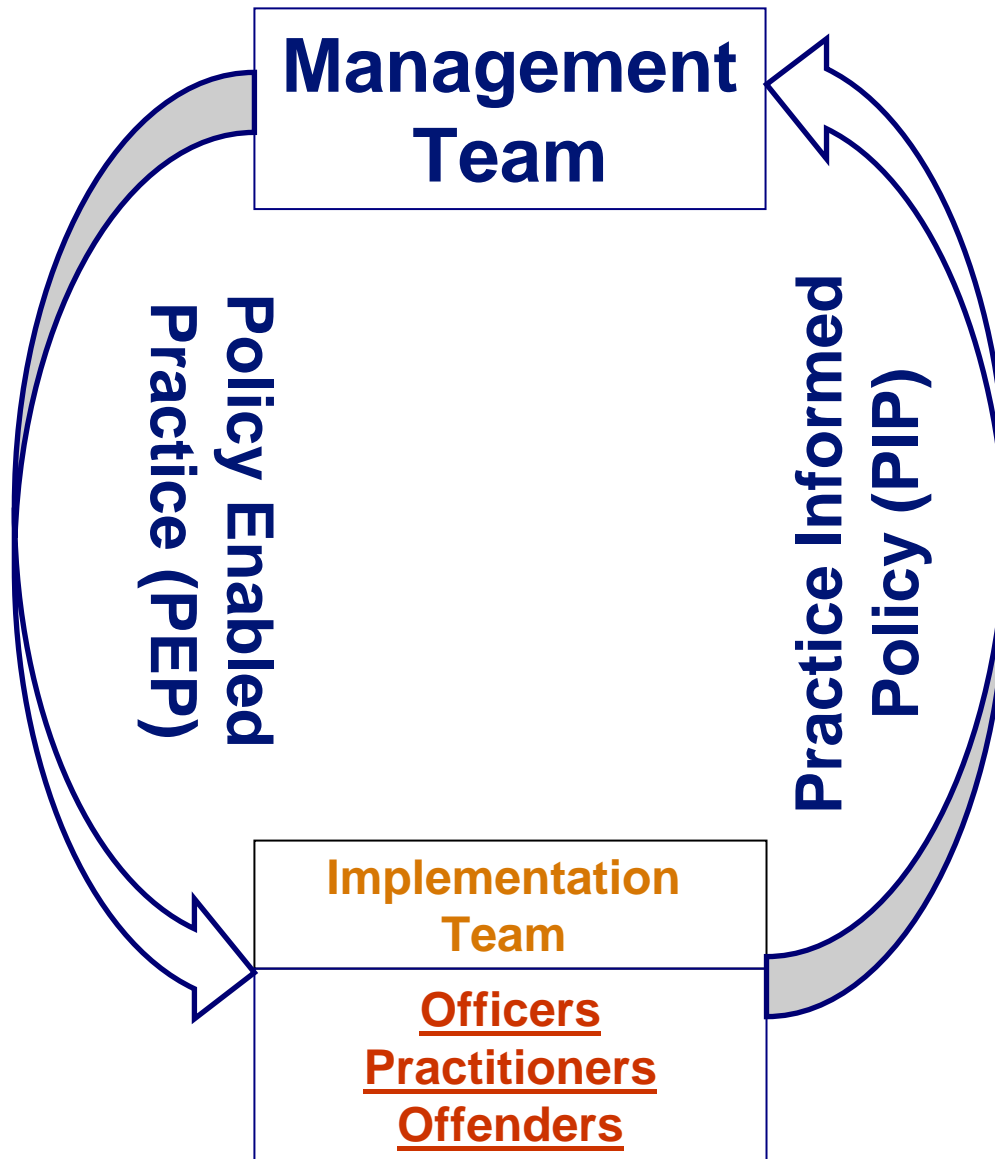 Management
Team
Policy Enabled
Practice (PEP)
Practice Informed
Policy (PIP)
Implementation
Team
Officers
Practitioners
Offenders